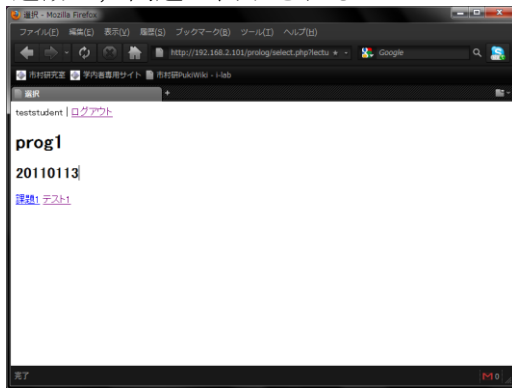 選択 - Mozilla Firefox
ファイル(F) 編集(E) 表示(V) 履歴(S) ブックマーク(B) ツール(T) ヘルプ(H)
http://192.168.2.101/prolog/select.php?lectu
Google
市村研究室 学内者専用サイト 市村研PukiWiki - i-lab
選択
teststudent | ログアウト
prog1
20110113
課題1 テスト1
完了
0